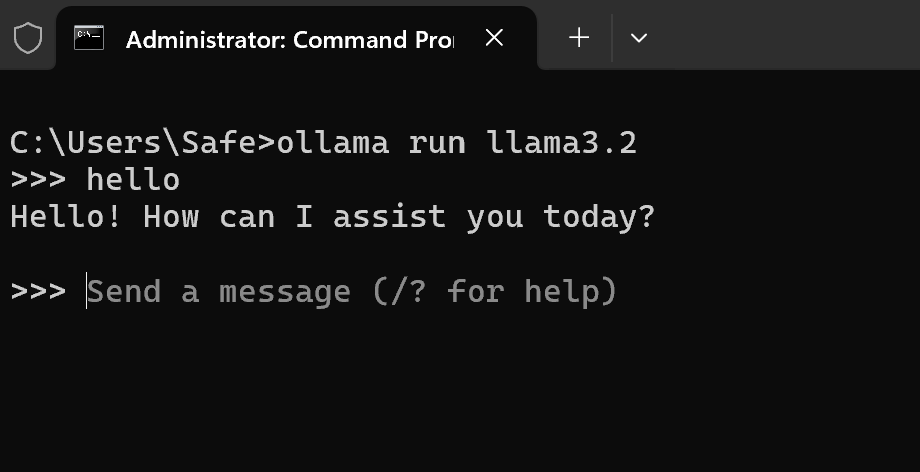 Administrator: Command Pro
C:\Users\Safe>ollama run llama3.2
>>> hello
Hello! How can I assist you today?
>>> Send a message (/? for help)